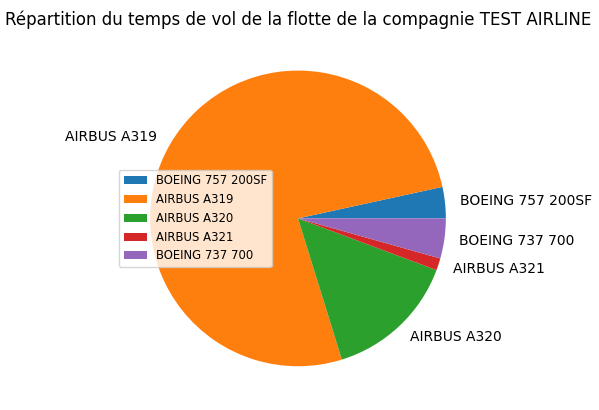 Répartition du temps de vol de la flotte de la compagnie TEST AIRLINE
AIRBUS A319
BOEING 757 200SF
BOEING 737 700
AIRBUS A321
AIRBUS A320
BOEING 757 200SF
AIRBUS A319
AIRBUS A320
AIRBUS A321
BOEING 737 700